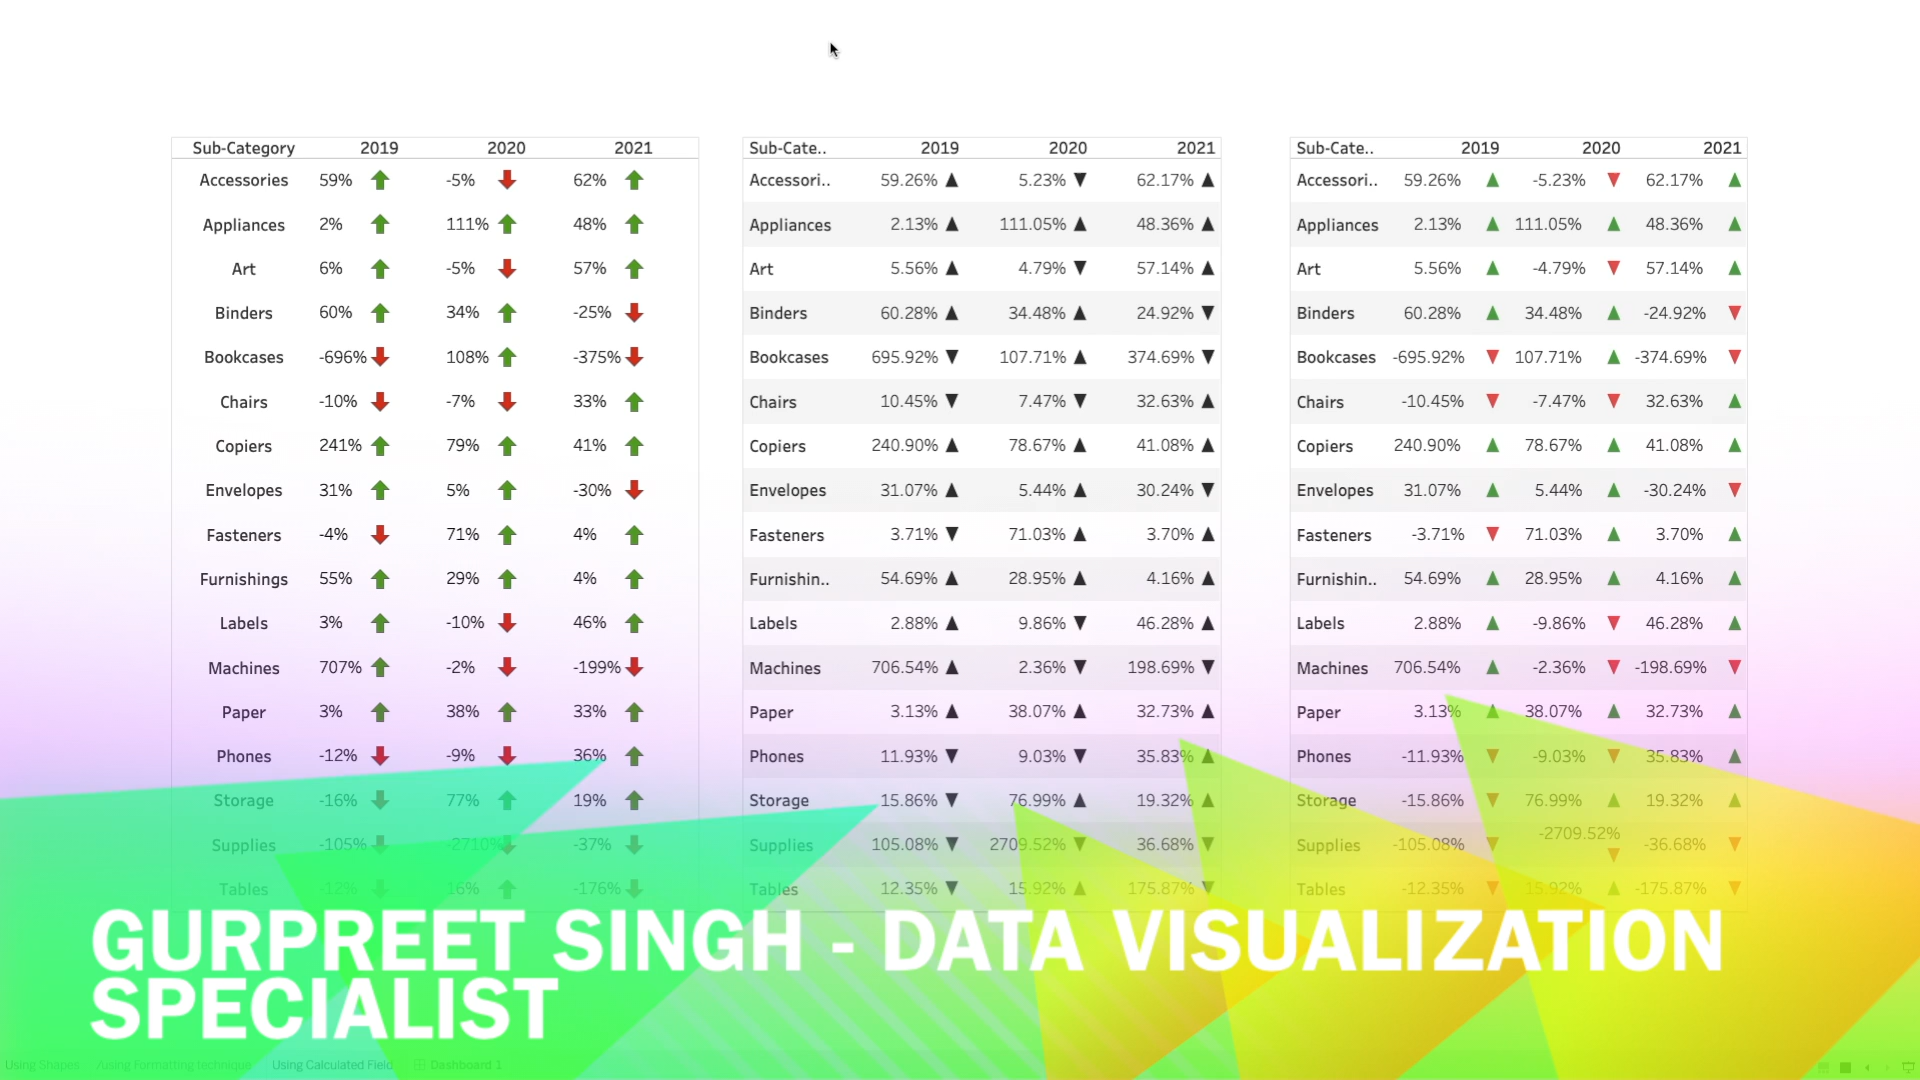 Sub-Category 2019 2020 2021
Accessories 59% -5% 62%
Appliances 2% 111% 48%
Art 6% -5% 57%
Binders 60% 34% -25%
Bookcases -696% 108% -375%
Chairs -10% -7% 33%
Copiers 241% 79% 41%
Envelopes 31% 5% -30%
Fasteners -4% 71% 4%
Furnishings 55% 29% 4%
Labels 3% -10% 46%
Machines 707% -2% -199%
Paper 3% 38% 33%
Phones -12% -9% 36%
Storage -16% 77% 19%
Supplies -105% -2710% -37%
Tables -12% 16% -176%
Sub-Cate.. 2019 2020 2021
Accessori.. 59.26% ▲ 5.23% ▼ 62.17% ▲
Appliances 2.13% ▲ 111.05% ▲ 48.36% ▲
Art 5.56% ▲ 4.79% ▼ 57.14% ▲
Binders 60.28% ▲ 34.48% ▲ 24.92% ▼
Bookcases 695.92% ▼ 107.71% ▲ 374.69% ▼
Chairs 10.45% ▼ 7.47% ▼ 32.63% ▲
Copiers 240.90% ▲ 78.67% ▲ 41.08% ▲
Envelopes 31.07% ▲ 5.44% ▲ 30.24% ▼
Fasteners 3.71% ▼ 71.03% ▲ 3.70% ▲
Furnishin.. 54.69% ▲ 28.95% ▲ 4.16% ▲
Labels 2.88% ▲ 9.86% ▼ 46.28% ▲
Machines 706.54% ▲ 2.36% ▼ 198.69% ▼
Paper 3.13% ▲ 38.07% ▲ 32.73% ▲
Phones 11.93% ▼ 9.03% ▼ 35.83% ▲
Storage 15.86% ▼ 76.99% ▲ 19.32% ▲
Supplies 105.08% ▼ 2709.52% ▼ 36.68% ▼
Tables 12.35% ▼ 15.92% ▲ 175.87% ▼
Sub-Cate.. 2019 2020 2021
Accessori.. 59.26% ▲ -5.23% ▼ 62.17% ▲
Appliances 2.13% ▲ 111.05% ▲ 48.36% ▲
Art 5.56% ▲ -4.79% ▼ 57.14% ▲
Binders 60.28% ▲ 34.48% ▲ -24.92% ▼
Bookcases -695.92% ▼ 107.71% ▲ -374.69% ▼
Chairs -10.45% ▼ -7.47% ▼ 32.63% ▲
Copiers 240.90% ▲ 78.67% ▲ 41.08% ▲
Envelopes 31.07% ▲ 5.44% ▲ -30.24% ▼
Fasteners -3.71% ▼ 71.03% ▲ 3.70% ▲
Furnishin.. 54.69% ▲ 28.95% ▲ 4.16% ▲
Labels 2.88% ▲ -9.86% ▼ 46.28% ▲
Machines 706.54% ▲ -2.36% ▼ -198.69% ▼
Paper 3.13% ▲ 38.07% ▲ 32.73% ▲
Phones -11.93% ▼ -9.03% ▼ 35.83% ▲
Storage -15.86% ▼ 76.99% ▲ 19.32% ▲
Supplies -105.08% ▼ -2709.52% ▼ -36.68% ▼
Tables -12.35% ▼ 15.92% ▲ -175.87% ▼
GURPREET SINGH - DATA VISUALIZATION
SPECIALIST
Using Shapes /using Formatting technique Using Calculated Field Dashboard 1